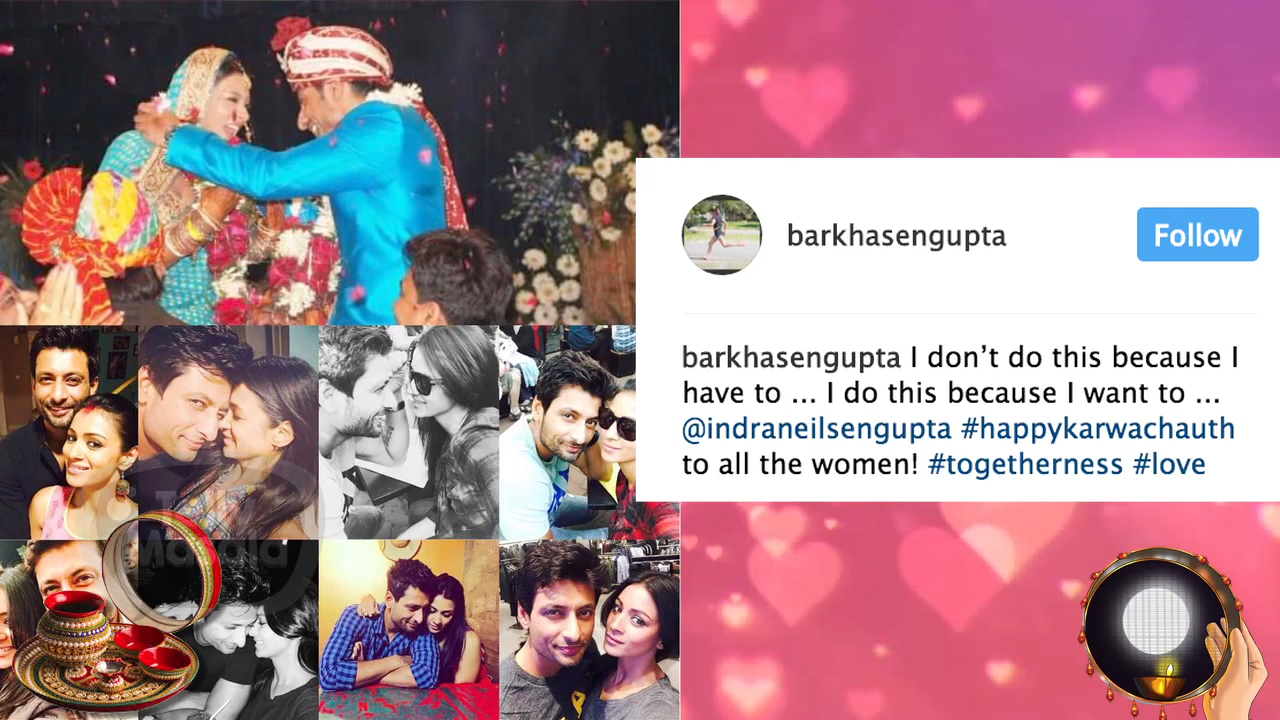 barkhasengupta
Follow
barkhasengupta I don’t do this because I
have to ... I do this because I want to ...
@indraneilsengupta #happykarwachauth
to all the women! #togetherness #love
Masala